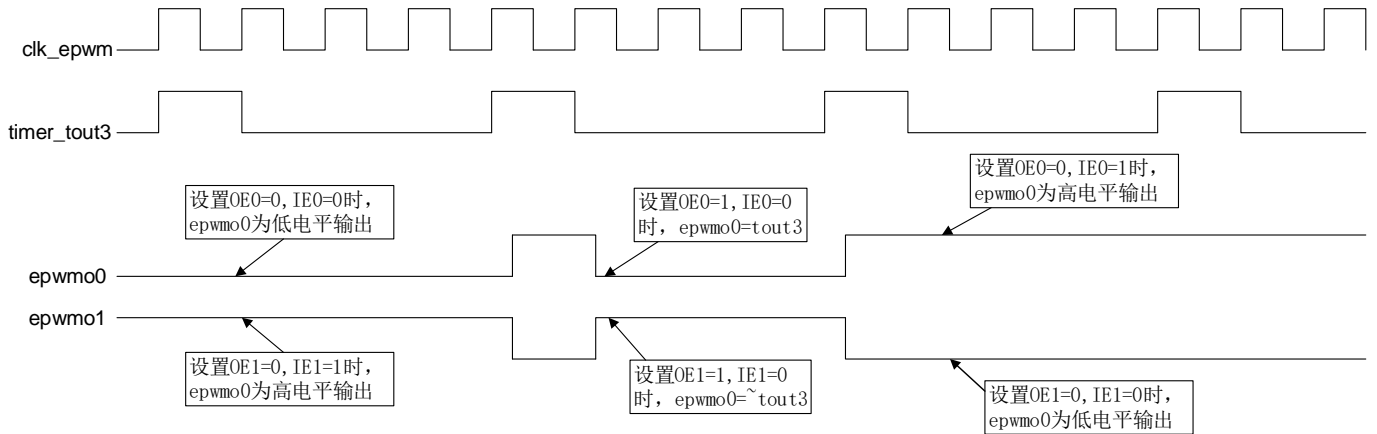 clk_epwm
timer_tout3
设置OE0=0,IE0=0时,
epwmo0为低电平输出
设置OE0=1,IE0=0
时, epwmo0=tout3
设置OE0=0,IE0=1时,
epwmo0为高电平输出
epwmo0
epwmo1
设置OE1=0,IE1=1时,
epwmo0为高电平输出
设置OE1=1,IE1=0
时, epwmo0=~tout3
设置OE1=0,IE1=0时,
epwmo0为低电平输出